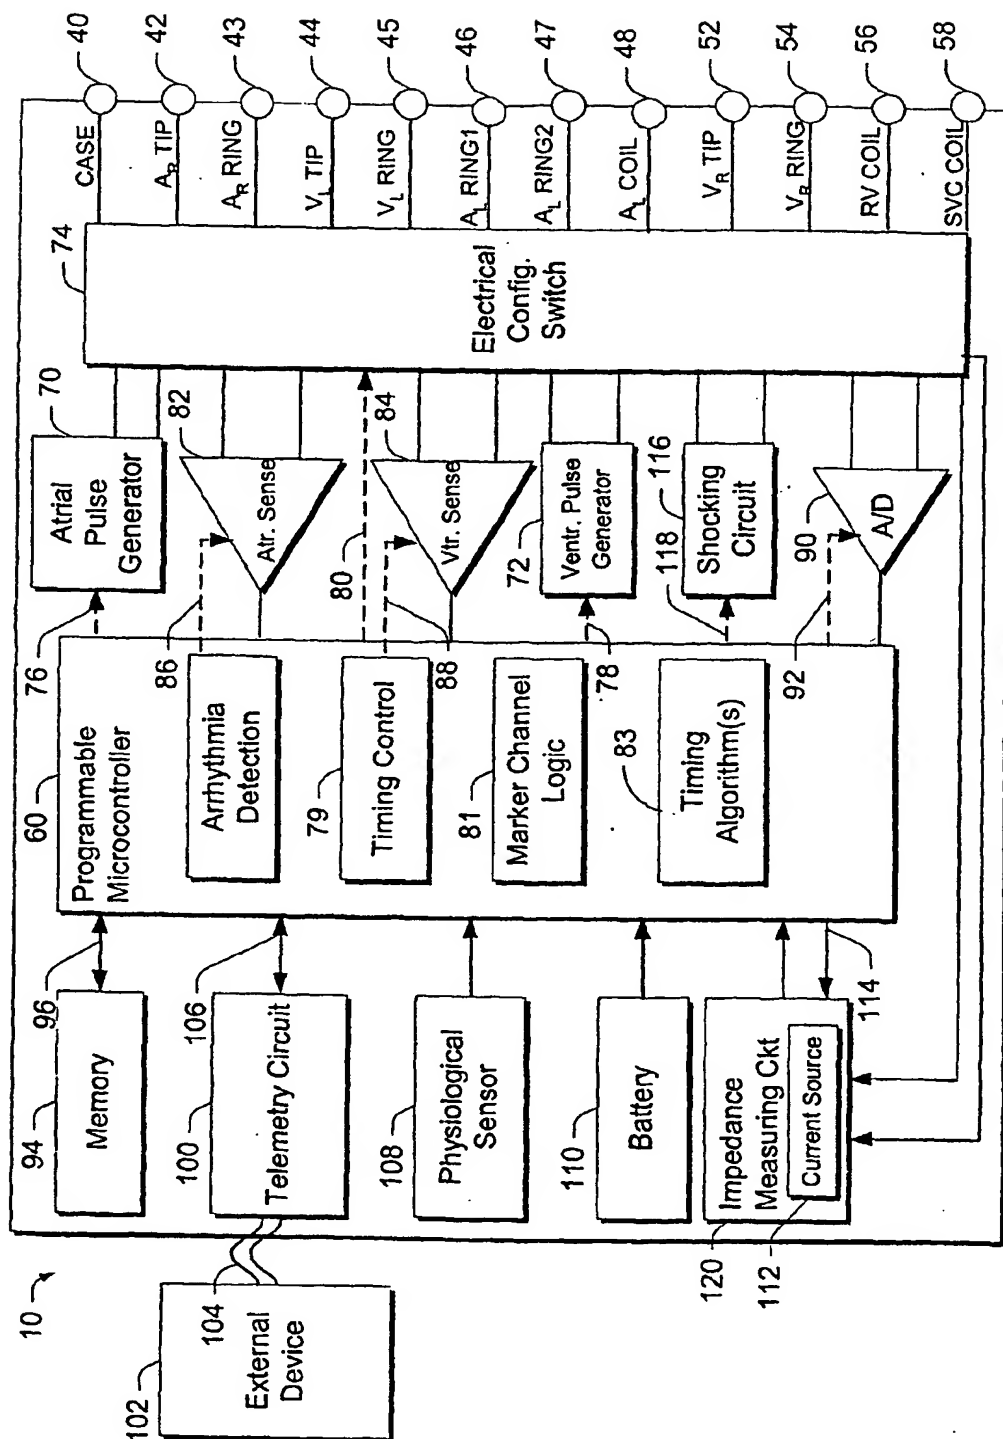 10
102
External
Device
104
94
Memory
96
100
Telemetry Circuit
106
108
Physiological
Sensor
110
Battery
120
Impedance
Measuring Ckt
Current Source
112
114
60
Programmable
Microcontroller
Arrhythmia
Detection
79
Timing Control
81
Marker Channel
Logic
83
Timing
Algorithm(s)
76
86
80
88
78
118
92
70
Atrial
Pulse
Generator
82
Atr. Sense
84
Vtr. Sense
72
Ventr. Pulse
Generator
116
Shocking
Circuit
90
A/D
74
Electrical
Config.
Switch
CASE
40
A_R TIP
42
A_R RING
43
V_L TIP
44
V_L RING
45
A_L RING1
46
A_L RING2
47
A_L COIL
48
V_R TIP
52
V_R RING
54
RV COIL
56
SVC COIL
58